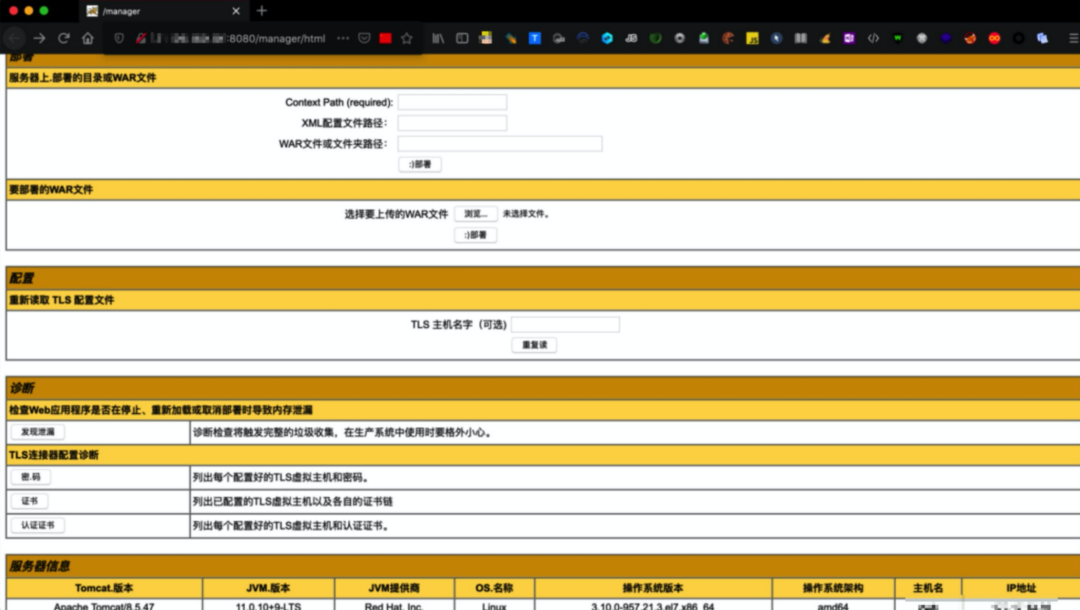 /manager
:8080/manager/html
部署
服务器上.部署的目录或WAR文件
Context Path (required):
XML配置文件路径：
WAR文件或文件夹路径：
:)部署
要部署的WAR文件
选择要上传的WAR文件 浏览... 未选择文件。
:)部署
配置
重新读取 TLS 配置文件
TLS 主机名字（可选)
重复读
诊断
检查Web应用程序是否在停止、重新加载或取消部署时导致内存泄漏
发现泄漏 诊断检查将触发完整的垃圾收集，在生产系统中使用时要格外小心。
TLS连接器配置诊断
密.码 列出每个配置好的TLS虚拟主机和密码。
证书 列出已配置的TLS虚拟主机以及各自的证书链
认证证书 列出每个配置好的TLS虚拟主机和认证证书。
服务器信息
Tomcat.版本 JVM.版本 JVM提供商 OS.名称 操作系统版本 操作系统架构 主机名 IP地址
Apache Tomcat/8.5.47 11.0.10+9-LTS Red Hat, Inc. Linux 3.10.0-957.21.3.el7.x86_64 amd64